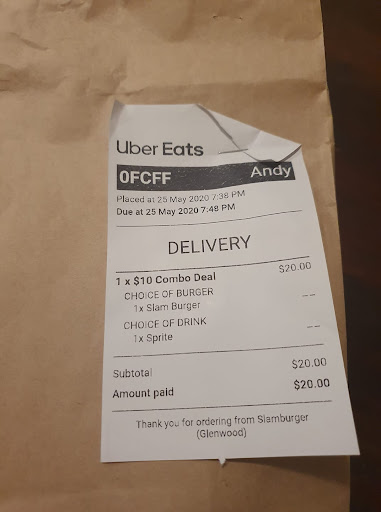 Uber Eats
0FCFF Andy
Placed at 25 May 2020 7:38 PM
Due at 25 May 2020 7:48 PM
DELIVERY
1 x $10 Combo Deal $20.00
CHOICE OF BURGER --
1x Slam Burger
CHOICE OF DRINK --
1x Sprite
Subtotal $20.00
Amount paid $20.00
Thank you for ordering from Slamburger
(Glenwood)